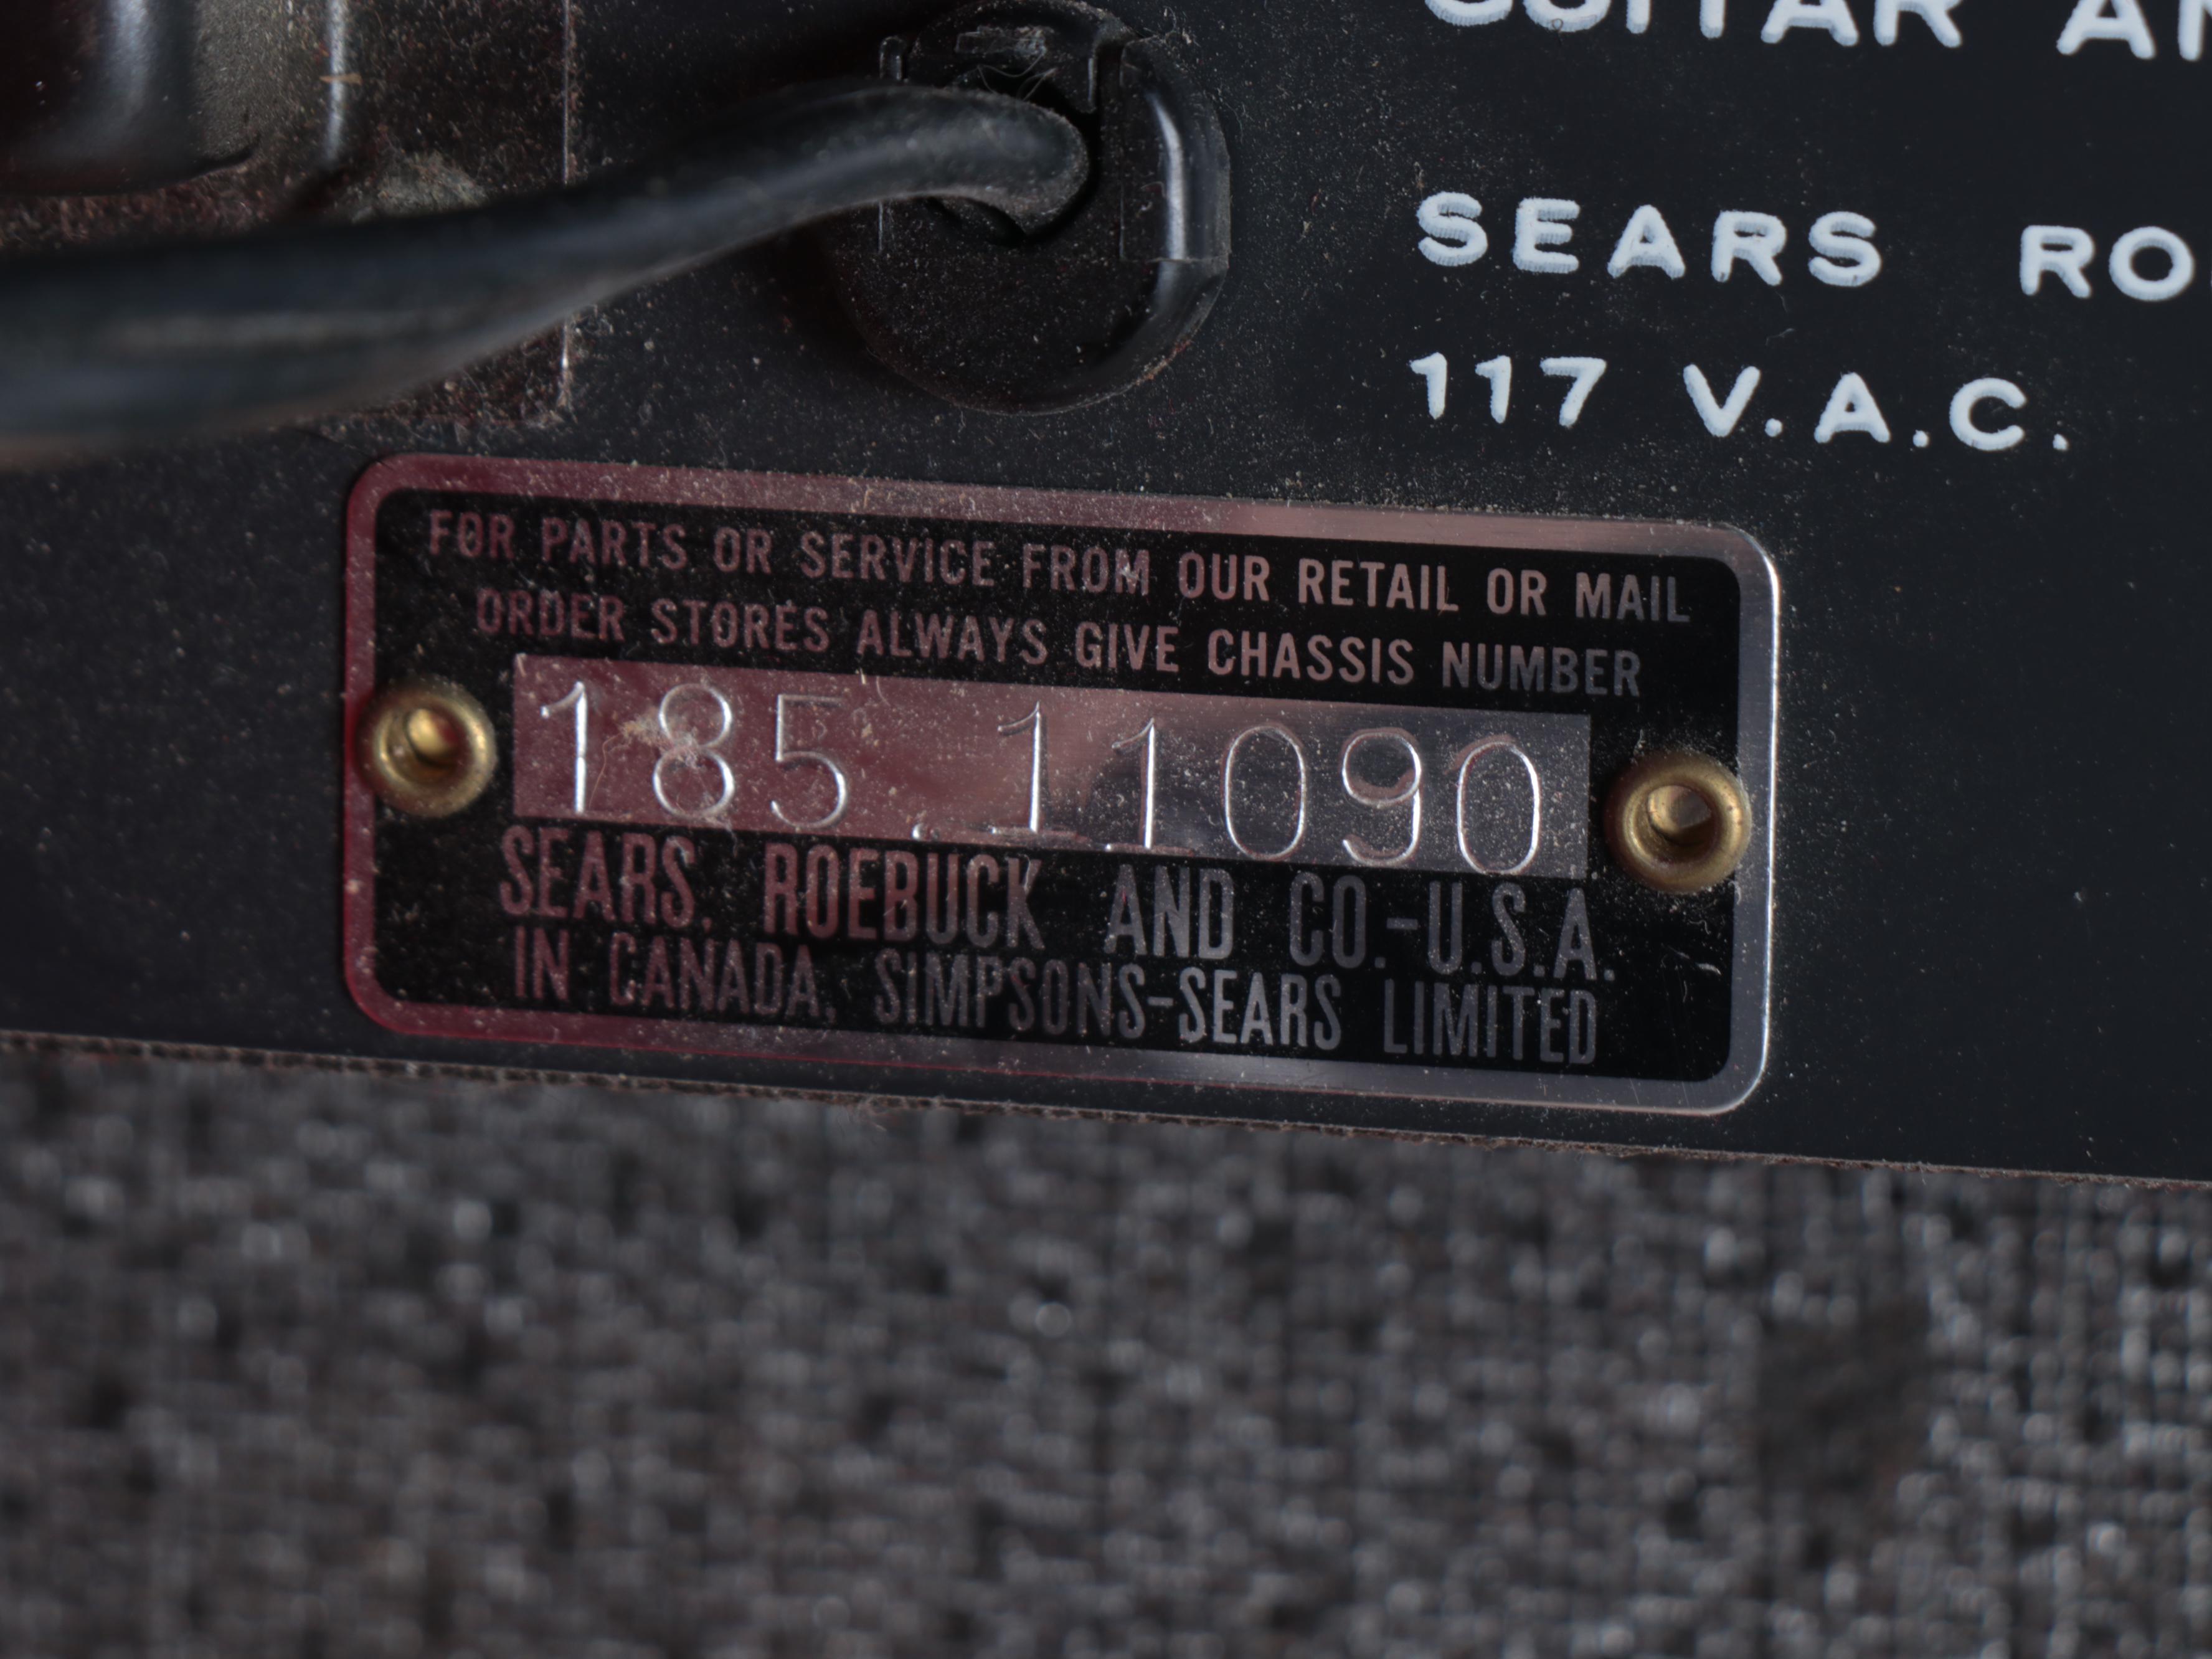 GUITAR
SEARS
117 V.A.C.
FOR PARTS OR SERVICE FROM OUR RETAIL OR MAIL
ORDER STORES ALWAYS GIVE CHASSIS NUMBER
185.11090
SEARS, ROEBUCK AND CO.-U.S.A.
IN CANADA, SIMPSONS-SEARS LIMITED